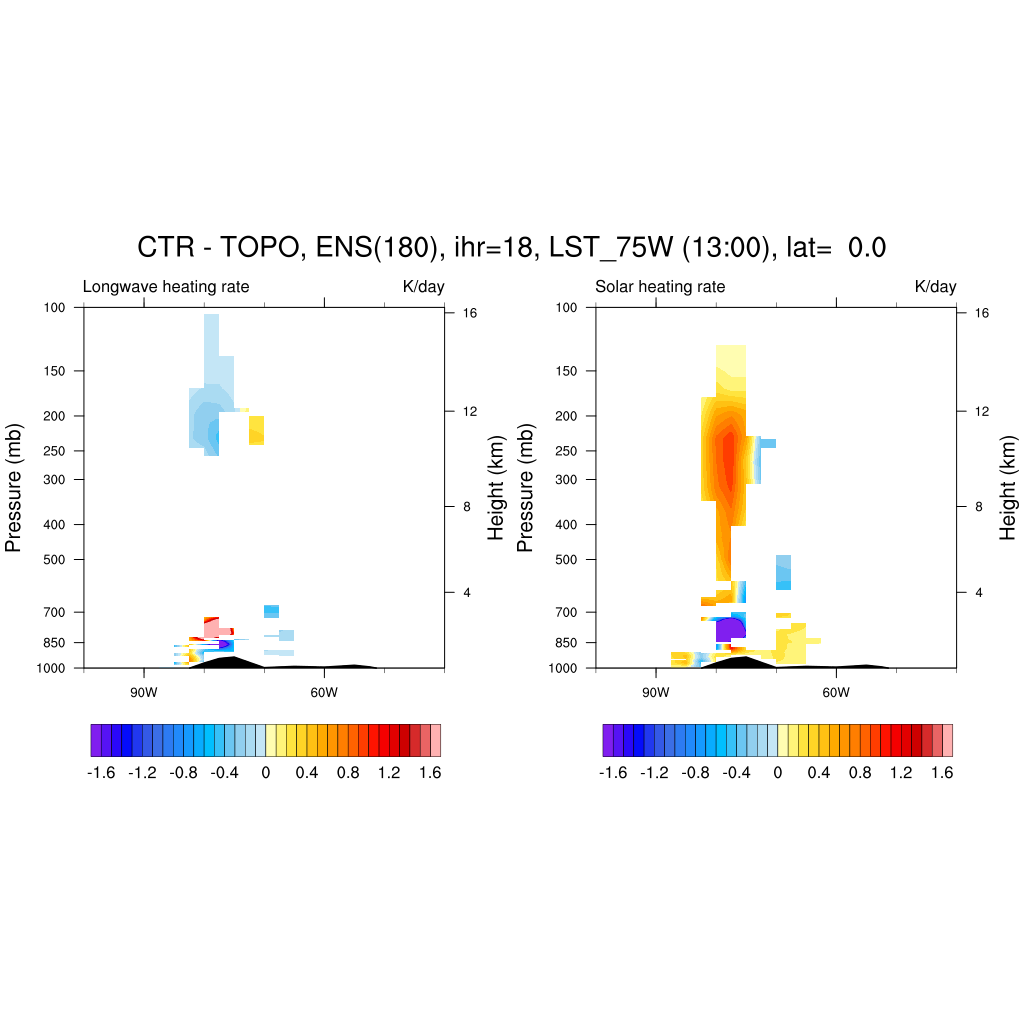 CTR - TOPO, ENS(180), ihr=18, LST_75W (13:00), lat=  0.0
Longwave heating rate K/day
100
150
200
250
300
400
500
700
850
1000
Pressure (mb)
16
12
8
4
Height (km)
90W 60W
-1.6 -1.2 -0.8 -0.4 0 0.4 0.8 1.2 1.6
Solar heating rate K/day
100
150
200
250
300
400
500
700
850
1000
Pressure (mb)
16
12
8
4
Height (km)
90W 60W
-1.6 -1.2 -0.8 -0.4 0 0.4 0.8 1.2 1.6